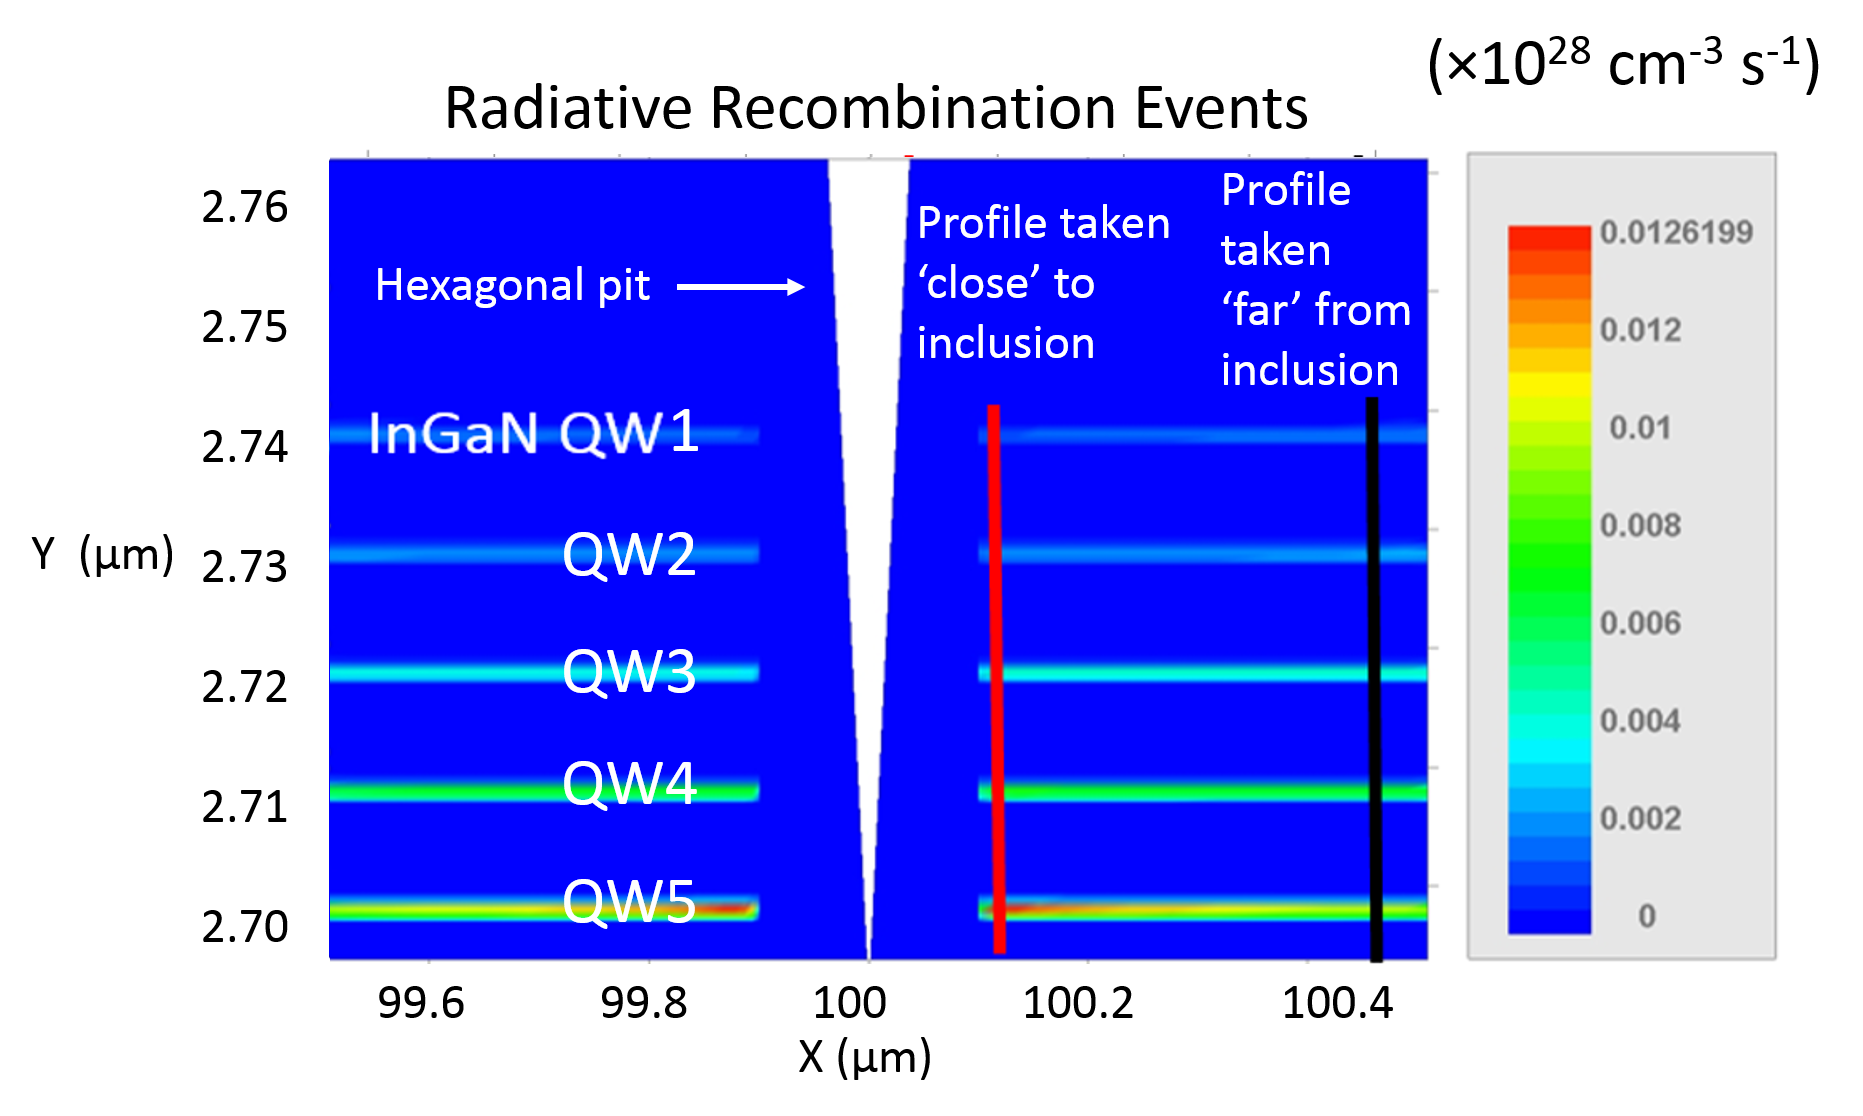 (×10²⁸ cm⁻³ s⁻¹)
Radiative Recombination Events
2.76
2.75
2.74
2.73
2.72
2.71
2.70
Y (μm)
Hexagonal pit
Profile taken
‘close’ to
inclusion
Profile
taken
‘far’ from
inclusion
InGaN QW1
QW2
QW3
QW4
QW5
99.6
99.8
100
100.2
100.4
X (μm)
0.0126199
0.012
0.01
0.008
0.006
0.004
0.002
0